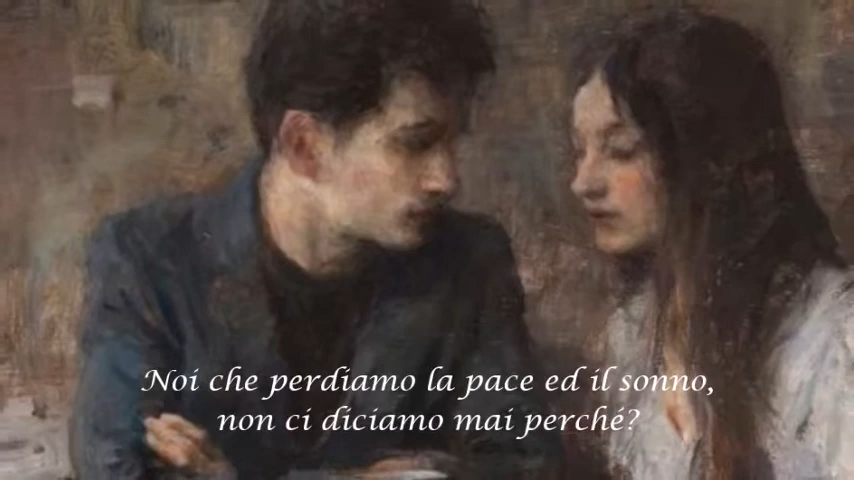 Noi che perdiamo la pace ed il sonno,
non ci diciamo mai perché?